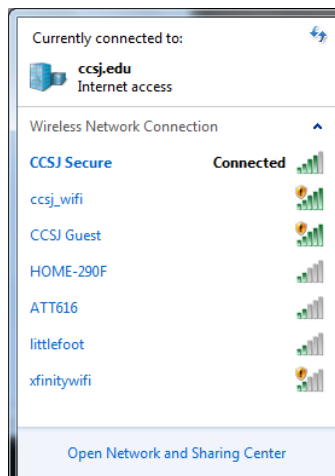 Currently connected to:
ccsj.edu
Internet access
Wireless Network Connection
CCSJ Secure Connected
ccsj_wifi
CCSJ Guest
HOME-290F
ATT616
littlefoot
xfinitywifi
Open Network and Sharing Center